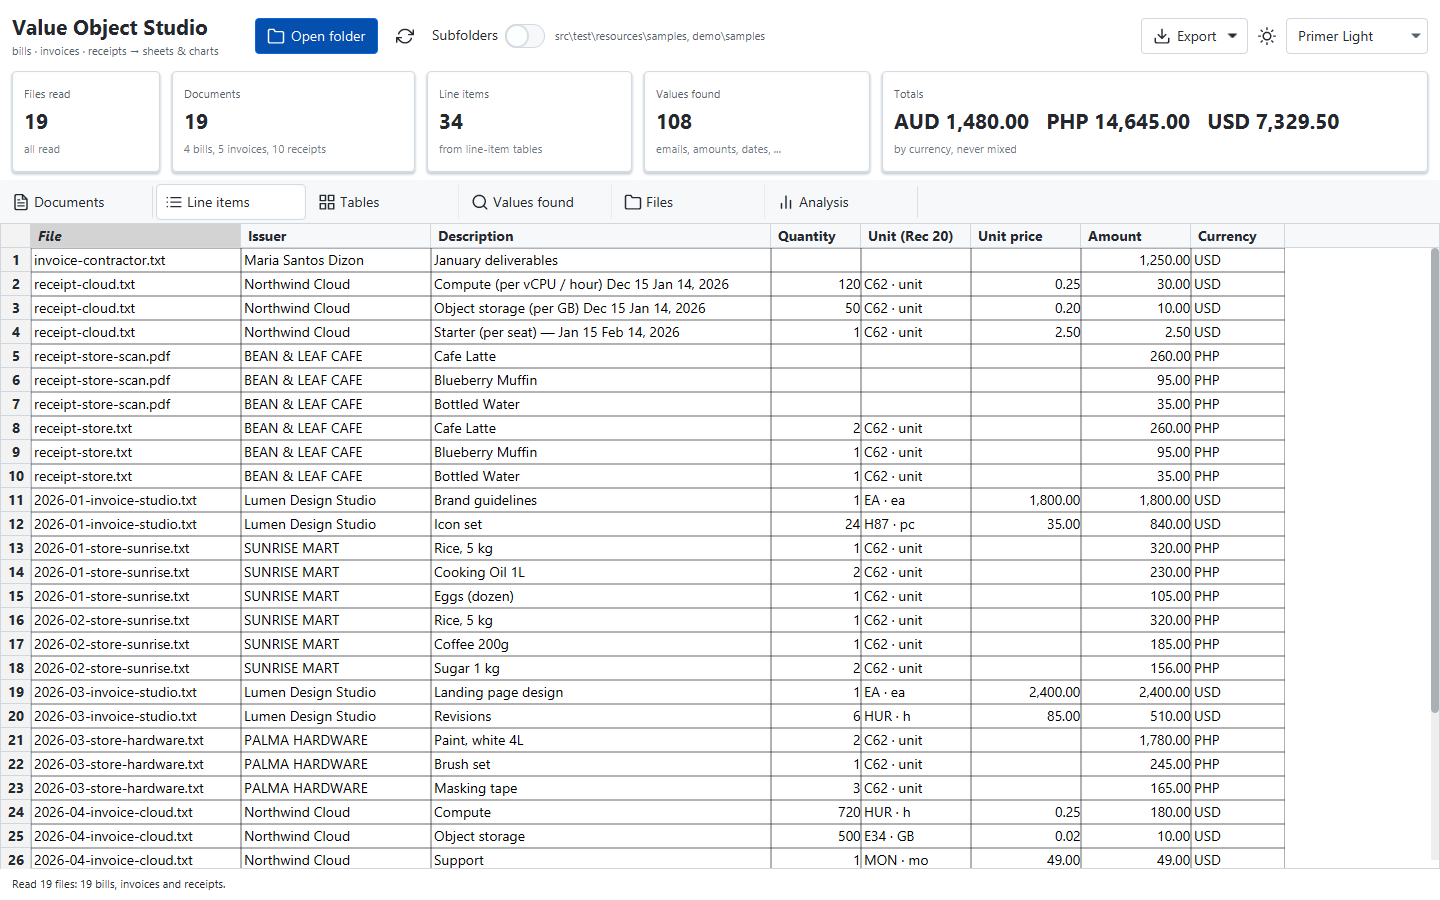 Value Object Studio
bills · invoices · receipts → sheets & charts
Open folder
Subfolders
src\test\resources\samples, demo\samples
Export
Primer Light
Files read
19
all read
Documents
19
4 bills, 5 invoices, 10 receipts
Line items
34
from line-item tables
Values found
108
emails, amounts, dates, ...
Totals
AUD 1,480.00 PHP 14,645.00 USD 7,329.50
by currency, never mixed
Documents Line items Tables Values found Files Analysis
File Issuer Description Quantity Unit (Rec 20) Unit price Amount Currency
1 invoice-contractor.txt Maria Santos Dizon January deliverables 1,250.00 USD
2 receipt-cloud.txt Northwind Cloud Compute (per vCPU / hour) Dec 15 Jan 14, 2026 120 C62 · unit 0.25 30.00 USD
3 receipt-cloud.txt Northwind Cloud Object storage (per GB) Dec 15 Jan 14, 2026 50 C62 · unit 0.20 10.00 USD
4 receipt-cloud.txt Northwind Cloud Starter (per seat) — Jan 15 Feb 14, 2026 1 C62 · unit 2.50 2.50 USD
5 receipt-store-scan.pdf BEAN & LEAF CAFE Cafe Latte 260.00 PHP
6 receipt-store-scan.pdf BEAN & LEAF CAFE Blueberry Muffin 95.00 PHP
7 receipt-store-scan.pdf BEAN & LEAF CAFE Bottled Water 35.00 PHP
8 receipt-store.txt BEAN & LEAF CAFE Cafe Latte 2 C62 · unit 260.00 PHP
9 receipt-store.txt BEAN & LEAF CAFE Blueberry Muffin 1 C62 · unit 95.00 PHP
10 receipt-store.txt BEAN & LEAF CAFE Bottled Water 1 C62 · unit 35.00 PHP
11 2026-01-invoice-studio.txt Lumen Design Studio Brand guidelines 1 EA · ea 1,800.00 1,800.00 USD
12 2026-01-invoice-studio.txt Lumen Design Studio Icon set 24 H87 · pc 35.00 840.00 USD
13 2026-01-store-sunrise.txt SUNRISE MART Rice, 5 kg 1 C62 · unit 320.00 PHP
14 2026-01-store-sunrise.txt SUNRISE MART Cooking Oil 1L 2 C62 · unit 230.00 PHP
15 2026-01-store-sunrise.txt SUNRISE MART Eggs (dozen) 1 C62 · unit 105.00 PHP
16 2026-02-store-sunrise.txt SUNRISE MART Rice, 5 kg 1 C62 · unit 320.00 PHP
17 2026-02-store-sunrise.txt SUNRISE MART Coffee 200g 1 C62 · unit 185.00 PHP
18 2026-02-store-sunrise.txt SUNRISE MART Sugar 1 kg 2 C62 · unit 156.00 PHP
19 2026-03-invoice-studio.txt Lumen Design Studio Landing page design 1 EA · ea 2,400.00 2,400.00 USD
20 2026-03-invoice-studio.txt Lumen Design Studio Revisions 6 HUR · h 85.00 510.00 USD
21 2026-03-store-hardware.txt PALMA HARDWARE Paint, white 4L 2 C62 · unit 1,780.00 PHP
22 2026-03-store-hardware.txt PALMA HARDWARE Brush set 1 C62 · unit 245.00 PHP
23 2026-03-store-hardware.txt PALMA HARDWARE Masking tape 3 C62 · unit 165.00 PHP
24 2026-04-invoice-cloud.txt Northwind Cloud Compute 720 HUR · h 0.25 180.00 USD
25 2026-04-invoice-cloud.txt Northwind Cloud Object storage 500 E34 · GB 0.02 10.00 USD
26 2026-04-invoice-cloud.txt Northwind Cloud Support 1 MON · mo 49.00 49.00 USD
Read 19 files: 19 bills, invoices and receipts.